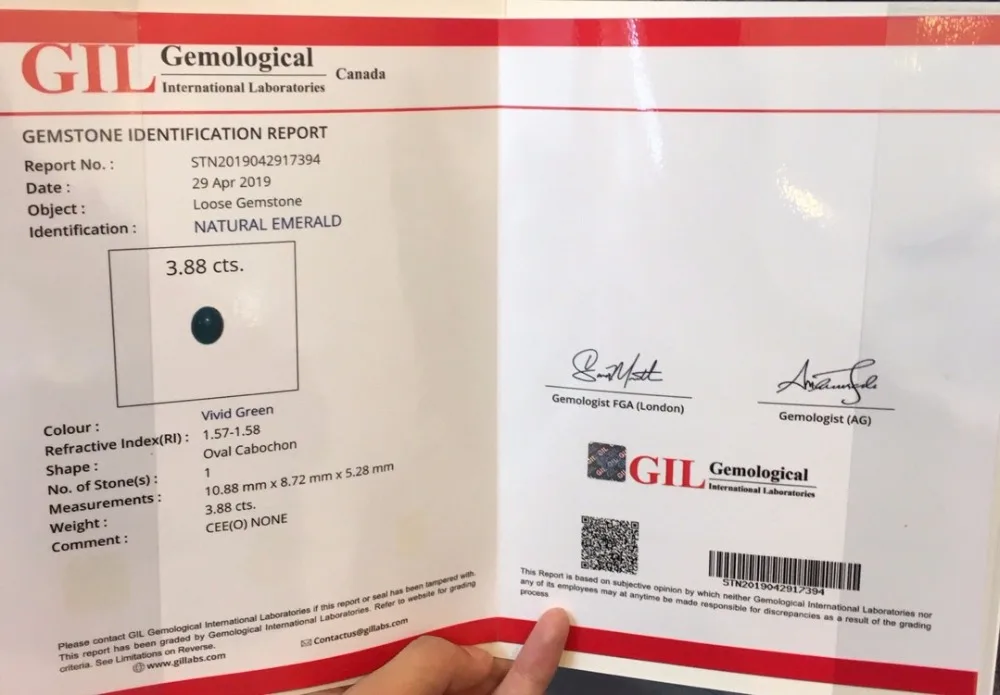 GIL Gemological
International Laboratories
Canada
GEMSTONE IDENTIFICATION REPORT
Report No. : STN2019042917394
Date : 29 Apr 2019
Object : Loose Gemstone
Identification : NATURAL EMERALD
3.88 cts.
Colour : Vivid Green
Refractive Index(RI) : 1.57-1.58
Shape : Oval Cabochon
No. of Stone(s) : 1
Measurements : 10.88 mm x 8.72 mm x 5.28 mm
Weight : 3.88 cts.
Comment : CEE(O) NONE
Please contact GIL Gemological International Laboratories if this report or seal has been tampered with.
This report has been graded by Gemological International Laboratories. Refer to website for grading
criteria. See Limitations on Reverse.
www.gillabs.com
Contactus@gillabs.com
Gemologist FGA (London)
Gemologist (AG)
GIL Gemological
International Laboratories
STN2019042917394
This Report is based on subjective opinion by which neither Gemological International Laboratories nor
any of its employees may at anytime be made responsible for discrepancies as a result of the grading
process